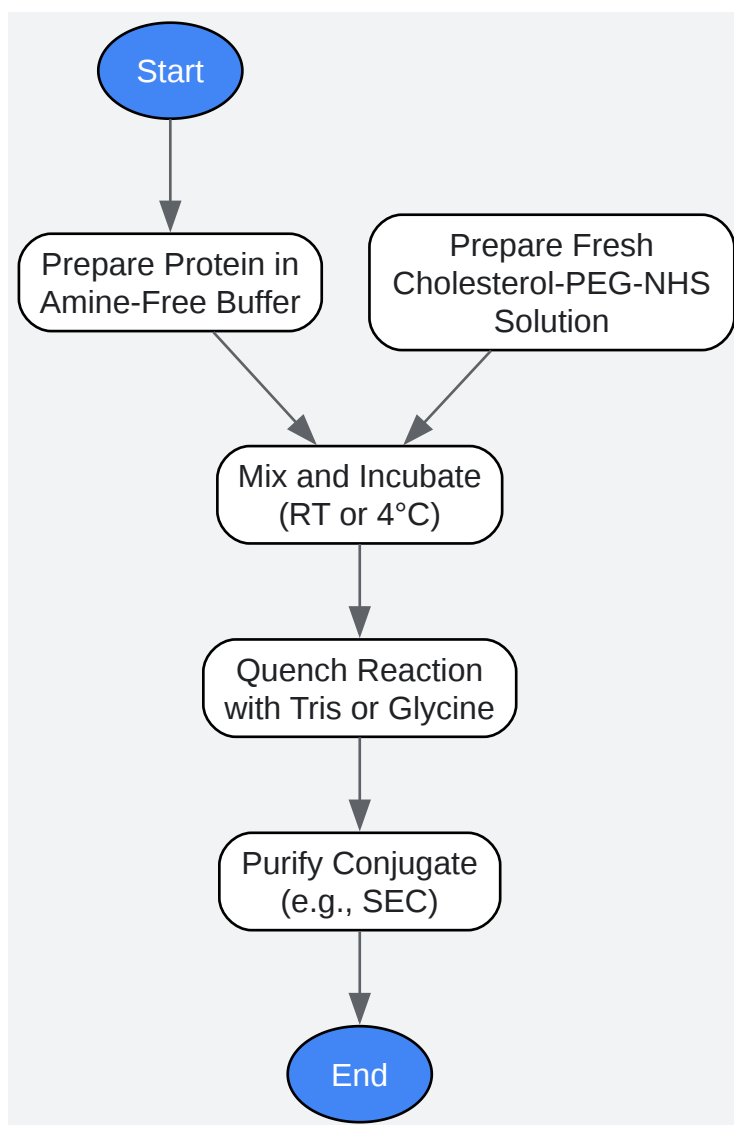 Start
Prepare Protein in
Amine-Free Buffer
Prepare Fresh
Cholesterol-PEG-NHS
Solution
Mix and Incubate
(RT or 4°C)
Quench Reaction
with Tris or Glycine
Purify Conjugate
(e.g., SEC)
End